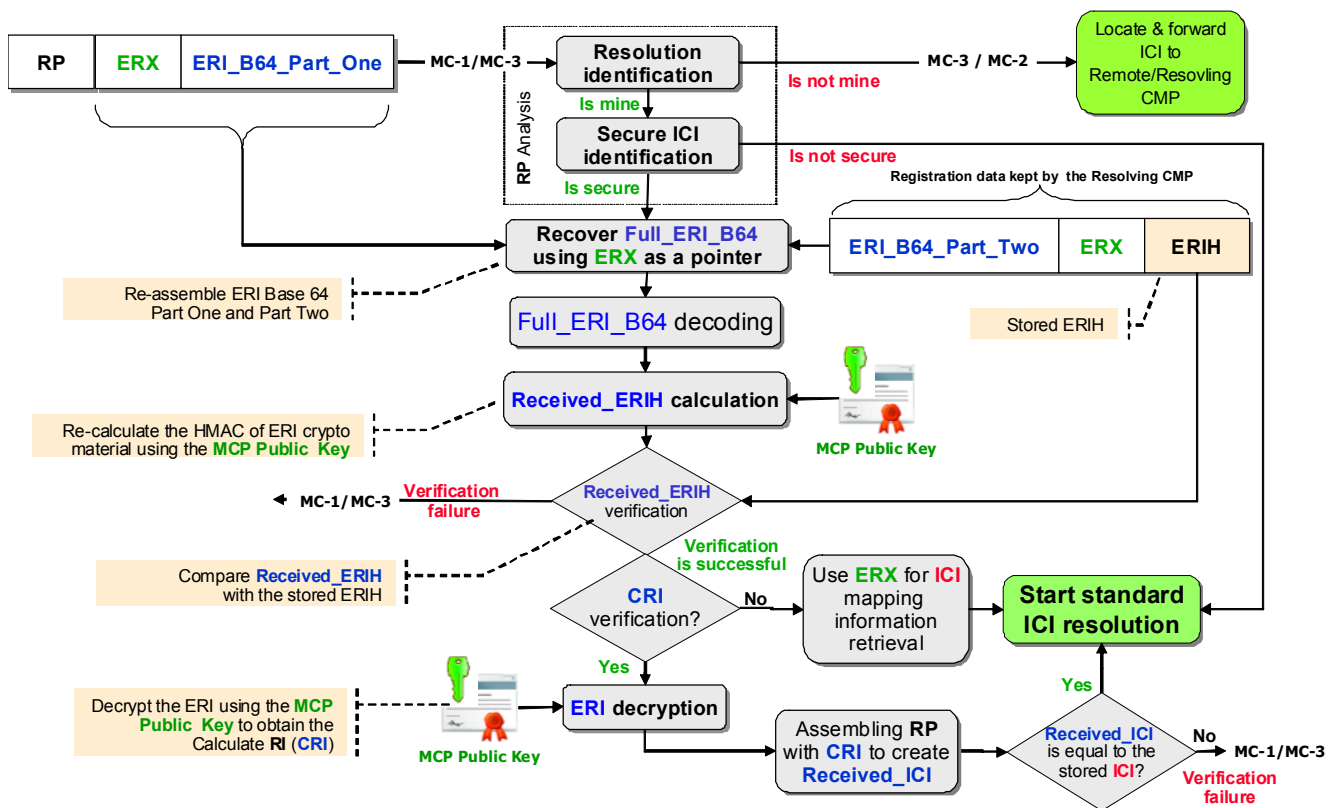 RP
ERX
ERI_B64_Part_One
MC-1/MC-3
Resolution
identification
Is not mine
MC-3 / MC-2
Locate & forward
ICI to
Remote/Resovling
CMP
Is mine
RP Analysis
Secure ICI
identification
Is not secure
Is secure
Registration data kept by the Resolving CMP
Recover Full_ERI_B64
using ERX as a pointer
ERI_B64_Part_Two
ERX
ERIH
Re-assemble ERI Base 64
Part One and Part Two
Stored ERIH
Full_ERI_B64 decoding
Received_ERIH calculation
MCP Public Key
Re-calculate the HMAC of ERI crypto
material using the MCP Public Key
Received_ERIH
verification
MC-1/MC-3
Verification
failure
Verification
is successful
Compare Received_ERIH
with the stored ERIH
CRI
verification?
No
Use ERX for ICI
mapping
information
retrieval
Start standard
ICI resolution
Yes
Decrypt the ERI using the MCP
Public Key to obtain the
Calculate RI (CRI)
MCP Public Key
ERI decryption
Assembling RP
with CRI to create
Received_ICI
Yes
Received_ICI
is equal to the
stored ICI?
No
MC-1/MC-3
Verification
failure